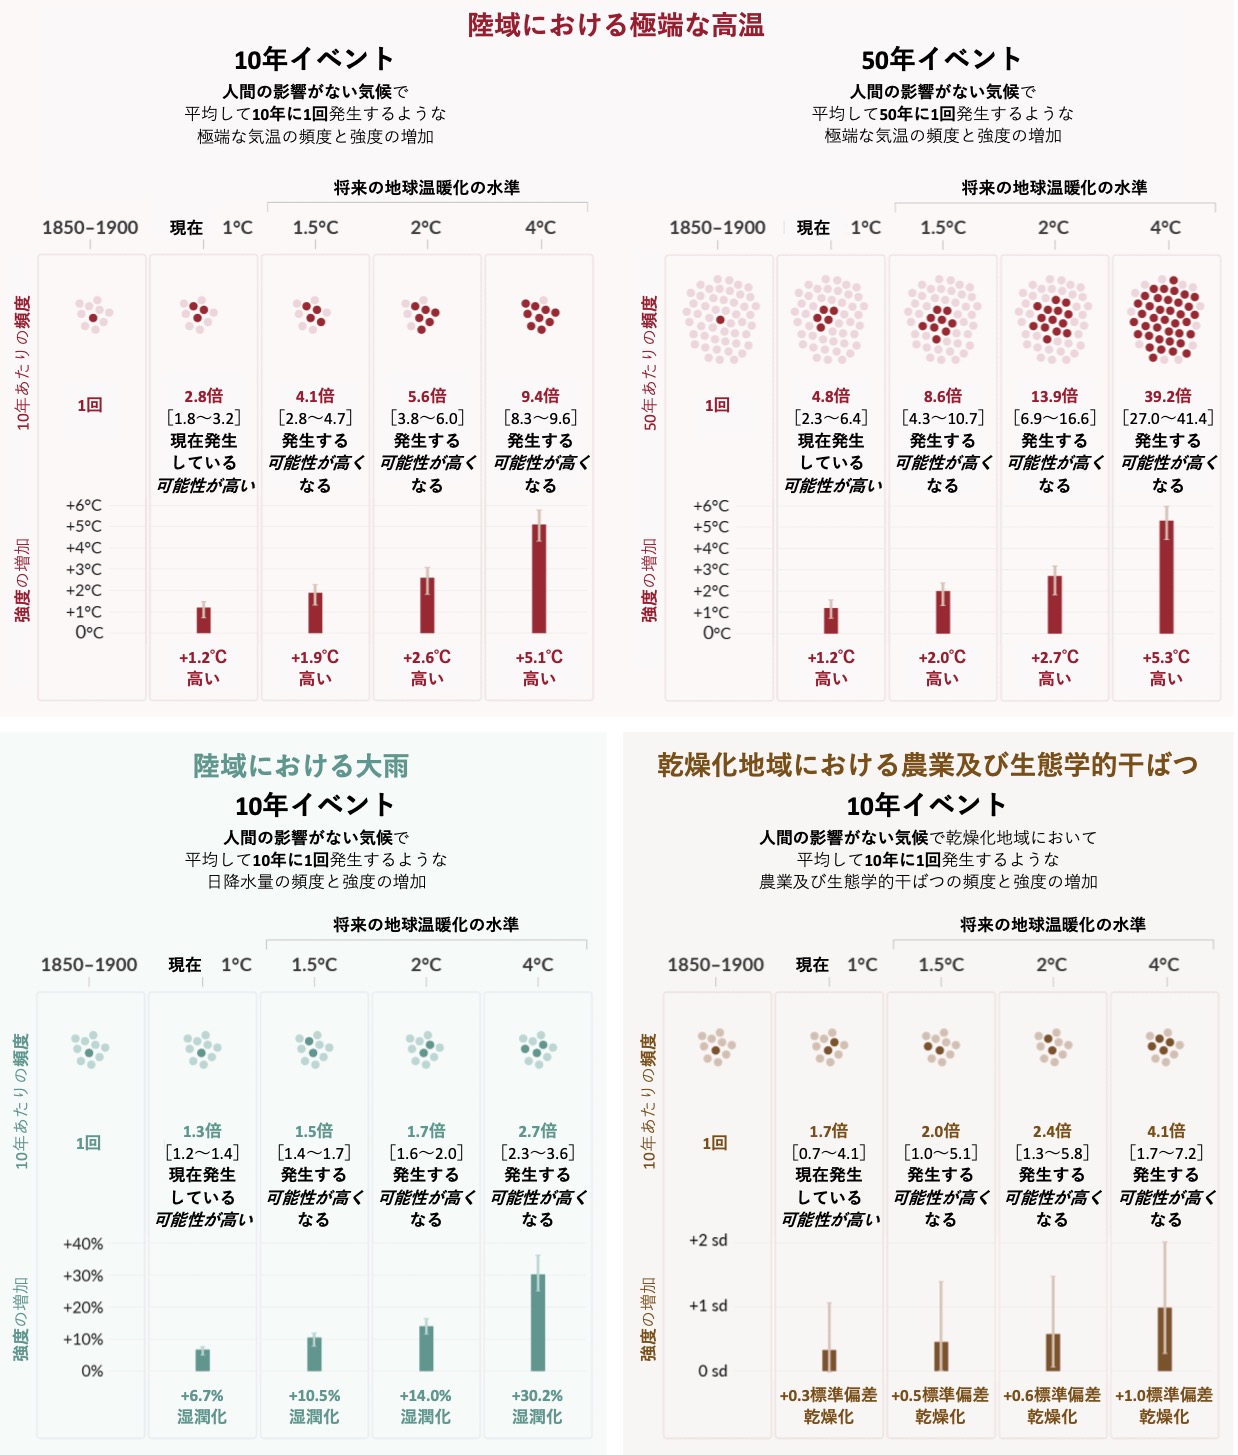 陸域における極端な高温
10年イベント
人間の影響がない気候で
平均して10年に1回発生するような
極端な気温の頻度と強度の増加
将来の地球温暖化の水準
1850–1900 現在 1°C 1.5°C 2°C 4°C
10年あたりの頻度
1回
2.8倍
[1.8〜3.2]
現在発生
している
可能性が高い
4.1倍
[2.8〜4.7]
発生する
可能性が高く
なる
5.6倍
[3.8〜6.0]
発生する
可能性が高く
なる
9.4倍
[8.3〜9.6]
発生する
可能性が高く
なる
強度の増加
+6°C
+5°C
+4°C
+3°C
+2°C
+1°C
0°C
+1.2℃
高い
+1.9℃
高い
+2.6℃
高い
+5.1℃
高い
50年イベント
人間の影響がない気候で
平均して50年に1回発生するような
極端な気温の頻度と強度の増加
将来の地球温暖化の水準
1850–1900 現在 1°C 1.5°C 2°C 4°C
50年あたりの頻度
1回
4.8倍
[2.3〜6.4]
現在発生
している
可能性が高い
8.6倍
[4.3〜10.7]
発生する
可能性が高く
なる
13.9倍
[6.9〜16.6]
発生する
可能性が高く
なる
39.2倍
[27.0〜41.4]
発生する
可能性が高く
なる
強度の増加
+6°C
+5°C
+4°C
+3°C
+2°C
+1°C
0°C
+1.2℃
高い
+2.0℃
高い
+2.7℃
高い
+5.3℃
高い
陸域における大雨
10年イベント
人間の影響がない気候で
平均して10年に1回発生するような
日降水量の頻度と強度の増加
将来の地球温暖化の水準
1850–1900 現在 1°C 1.5°C 2°C 4°C
10年あたりの頻度
1回
1.3倍
[1.2〜1.4]
現在発生
している
可能性が高い
1.5倍
[1.4〜1.7]
発生する
可能性が高く
なる
1.7倍
[1.6〜2.0]
発生する
可能性が高く
なる
2.7倍
[2.3〜3.6]
発生する
可能性が高く
なる
強度の増加
+40%
+30%
+20%
+10%
0%
+6.7%
湿潤化
+10.5%
湿潤化
+14.0%
湿潤化
+30.2%
湿潤化
乾燥化地域における農業及び生態学的干ばつ
10年イベント
人間の影響がない気候で乾燥化地域において
平均して10年に1回発生するような
農業及び生態学的干ばつの頻度と強度の増加
将来の地球温暖化の水準
1850–1900 現在 1°C 1.5°C 2°C 4°C
10年あたりの頻度
1回
1.7倍
[0.7〜4.1]
現在発生
している
可能性が高い
2.0倍
[1.0〜5.1]
発生する
可能性が高く
なる
2.4倍
[1.3〜5.8]
発生する
可能性が高く
なる
4.1倍
[1.7〜7.2]
発生する
可能性が高く
なる
強度の増加
+2 sd
+1 sd
0 sd
+0.3標準偏差
乾燥化
+0.5標準偏差
乾燥化
+0.6標準偏差
乾燥化
+1.0標準偏差
乾燥化